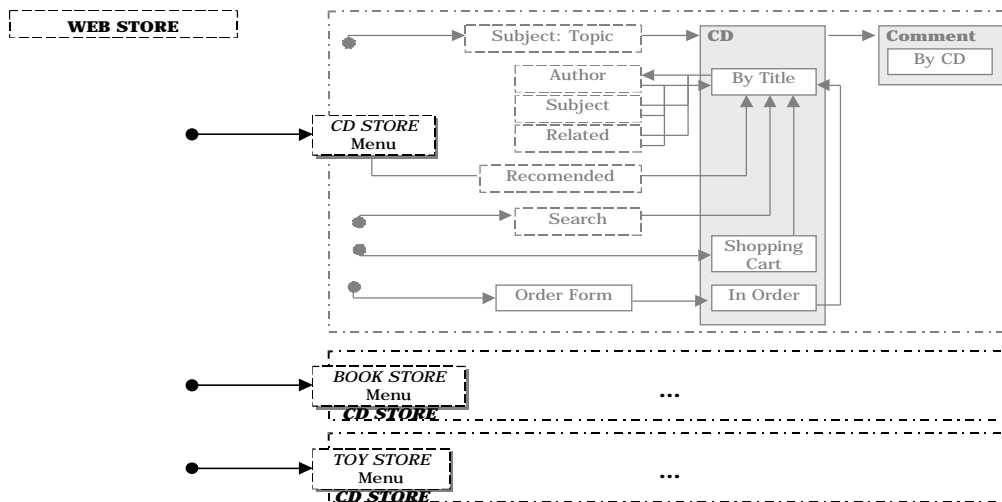 WEB STORE
Subject: Topic
CD
Comment
By CD
Author
By Title
Subject
Related
CD STORE
Menu
Recomended
Search
Shopping
Cart
Order Form
In Order
BOOK STORE
Menu
...
CD STORE
TOY STORE
Menu
...
CD STORE